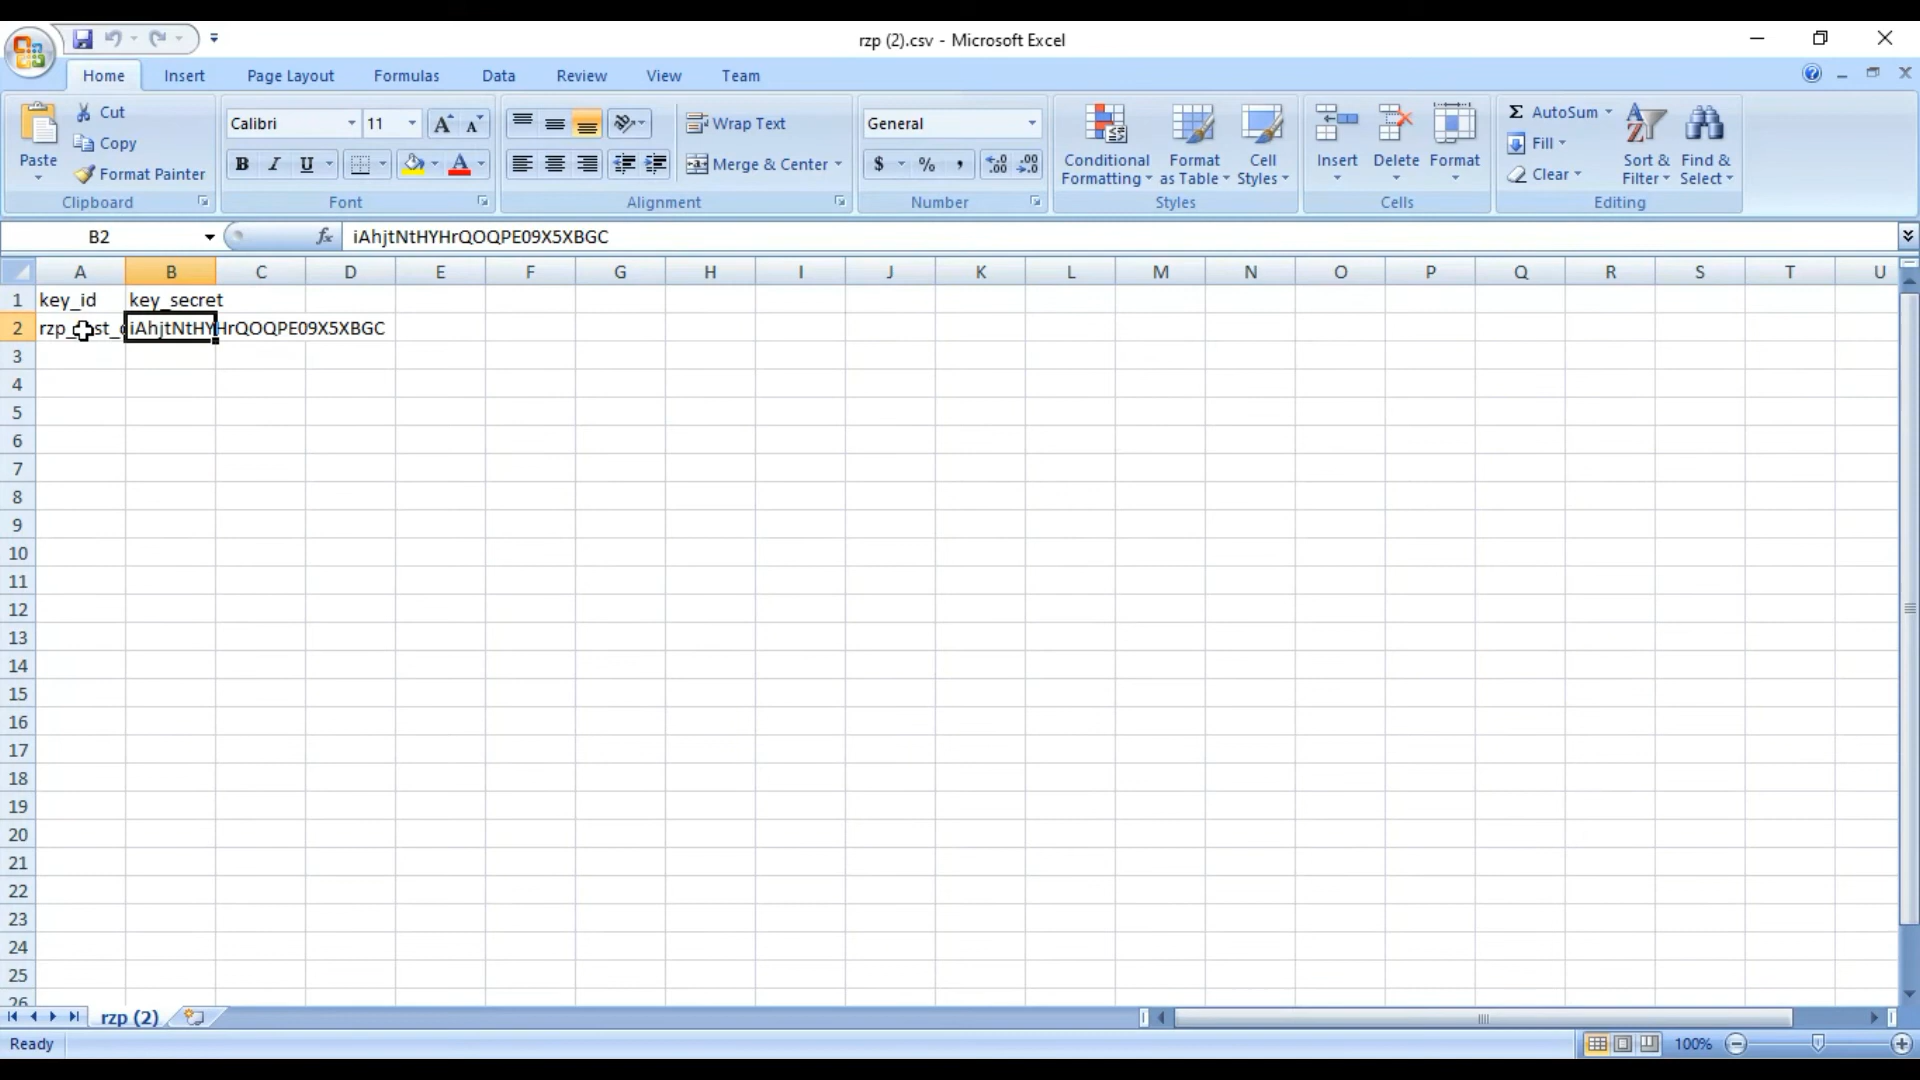 rzp (2).csv - Microsoft Excel
Home Insert Page Layout Formulas Data Review View Team
Paste
Cut
Copy
Format Painter
Clipboard
Calibri 11
B I U
Font
Wrap Text
Merge & Center
Alignment
General
$ % ,
Number
Conditional Formatting
Format as Table
Cell Styles
Styles
Insert Delete Format
Cells
Σ AutoSum
Fill
Clear
Sort & Filter
Find & Select
Editing
B2 fx iAhjtNtHYHrQOQPE09X5XBGC
A B C D E F G H I J K L M N O P Q R S T U
1 key_id key_secret
2 iAhjtNtHYHrQOQPE09X5XBGC
3
4
5
6
7
8
9
10
11
12
13
14
15
16
17
18
19
20
21
22
23
24
25
26
rzp (2)
Ready 100%